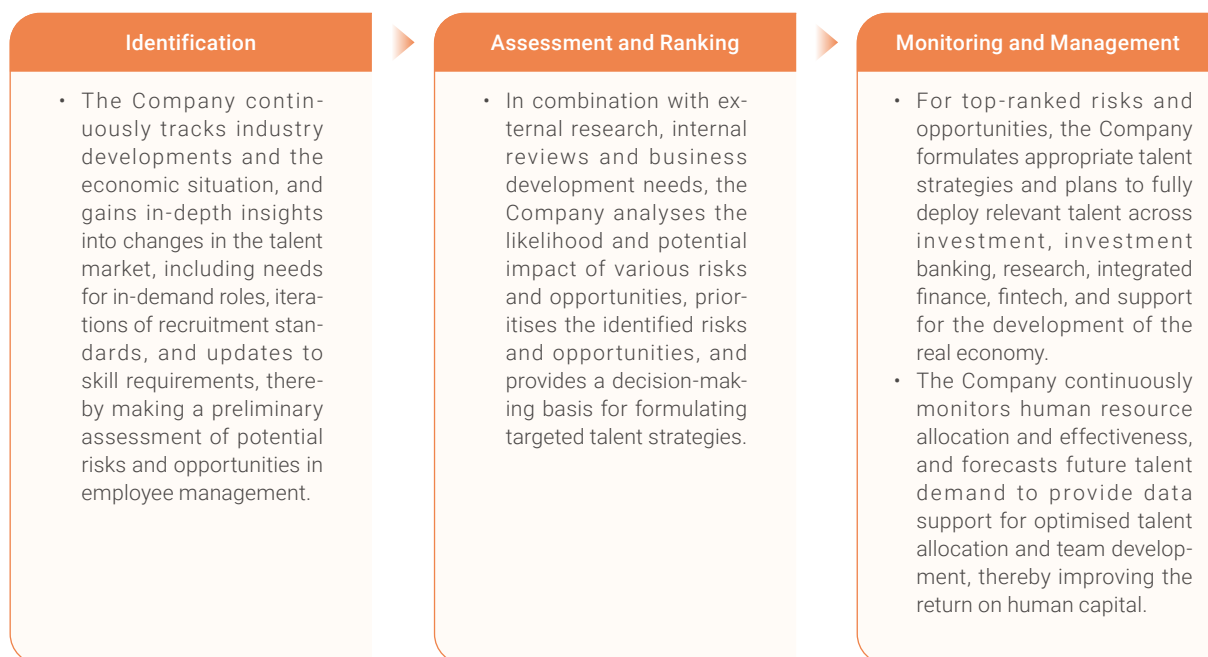 Identification
• The Company contin-
uously tracks industry
developments and the
economic situation, and
gains in-depth insights
into changes in the talent
market, including needs
for in-demand roles, itera-
tions of recruitment stan-
dards, and updates to
skill requirements, there-
by making a preliminary
assessment of potential
risks and opportunities in
employee management.
Assessment and Ranking
• In combination with ex-
ternal research, internal
reviews and business
development needs, the
Company analyses the
likelihood and potential
impact of various risks
and opportunities, prior-
itises the identified risks
and opportunities, and
provides a decision-mak-
ing basis for formulating
targeted talent strategies.
Monitoring and Management
• For top-ranked risks and
opportunities, the Company
formulates appropriate talent
strategies and plans to fully
deploy relevant talent across
investment, investment
banking, research, integrated
finance, fintech, and support
for the development of the
real economy.
• The Company continuously
monitors human resource
allocation and effectiveness,
and forecasts future talent
demand to provide data
support for optimised talent
allocation and team develop-
ment, thereby improving the
return on human capital.